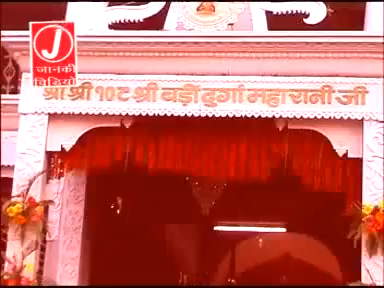 J
जानकी
विडियो
श्री श्री १०८ श्री बड़ी दुर्गा महारानी जी